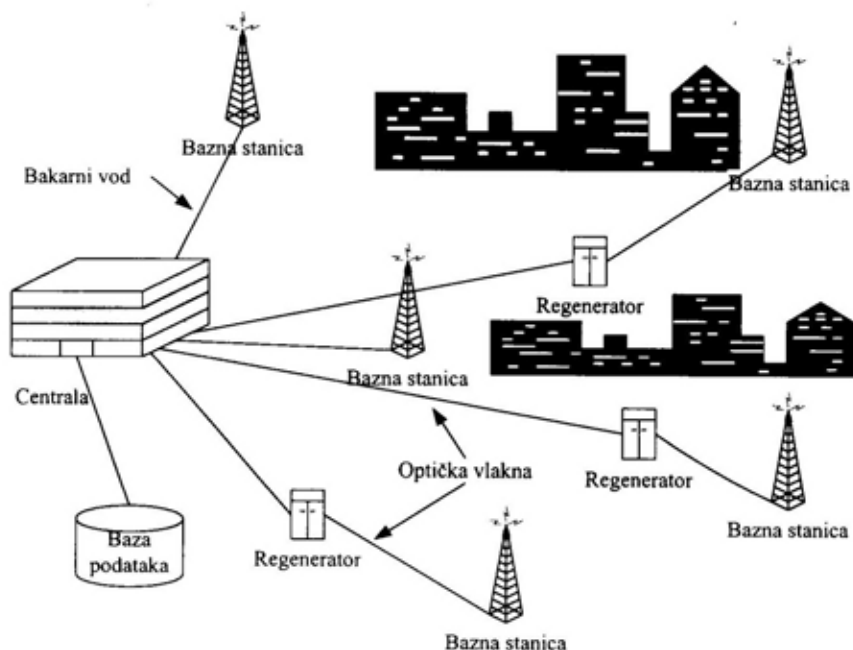 Bazna stanica
Bakarni vod
Bazna stanica
Regenerator
Centrala
Bazna stanica
Optička vlakna
Regenerator
Baza
podataka
Regenerator
Bazna stanica
Bazna stanica